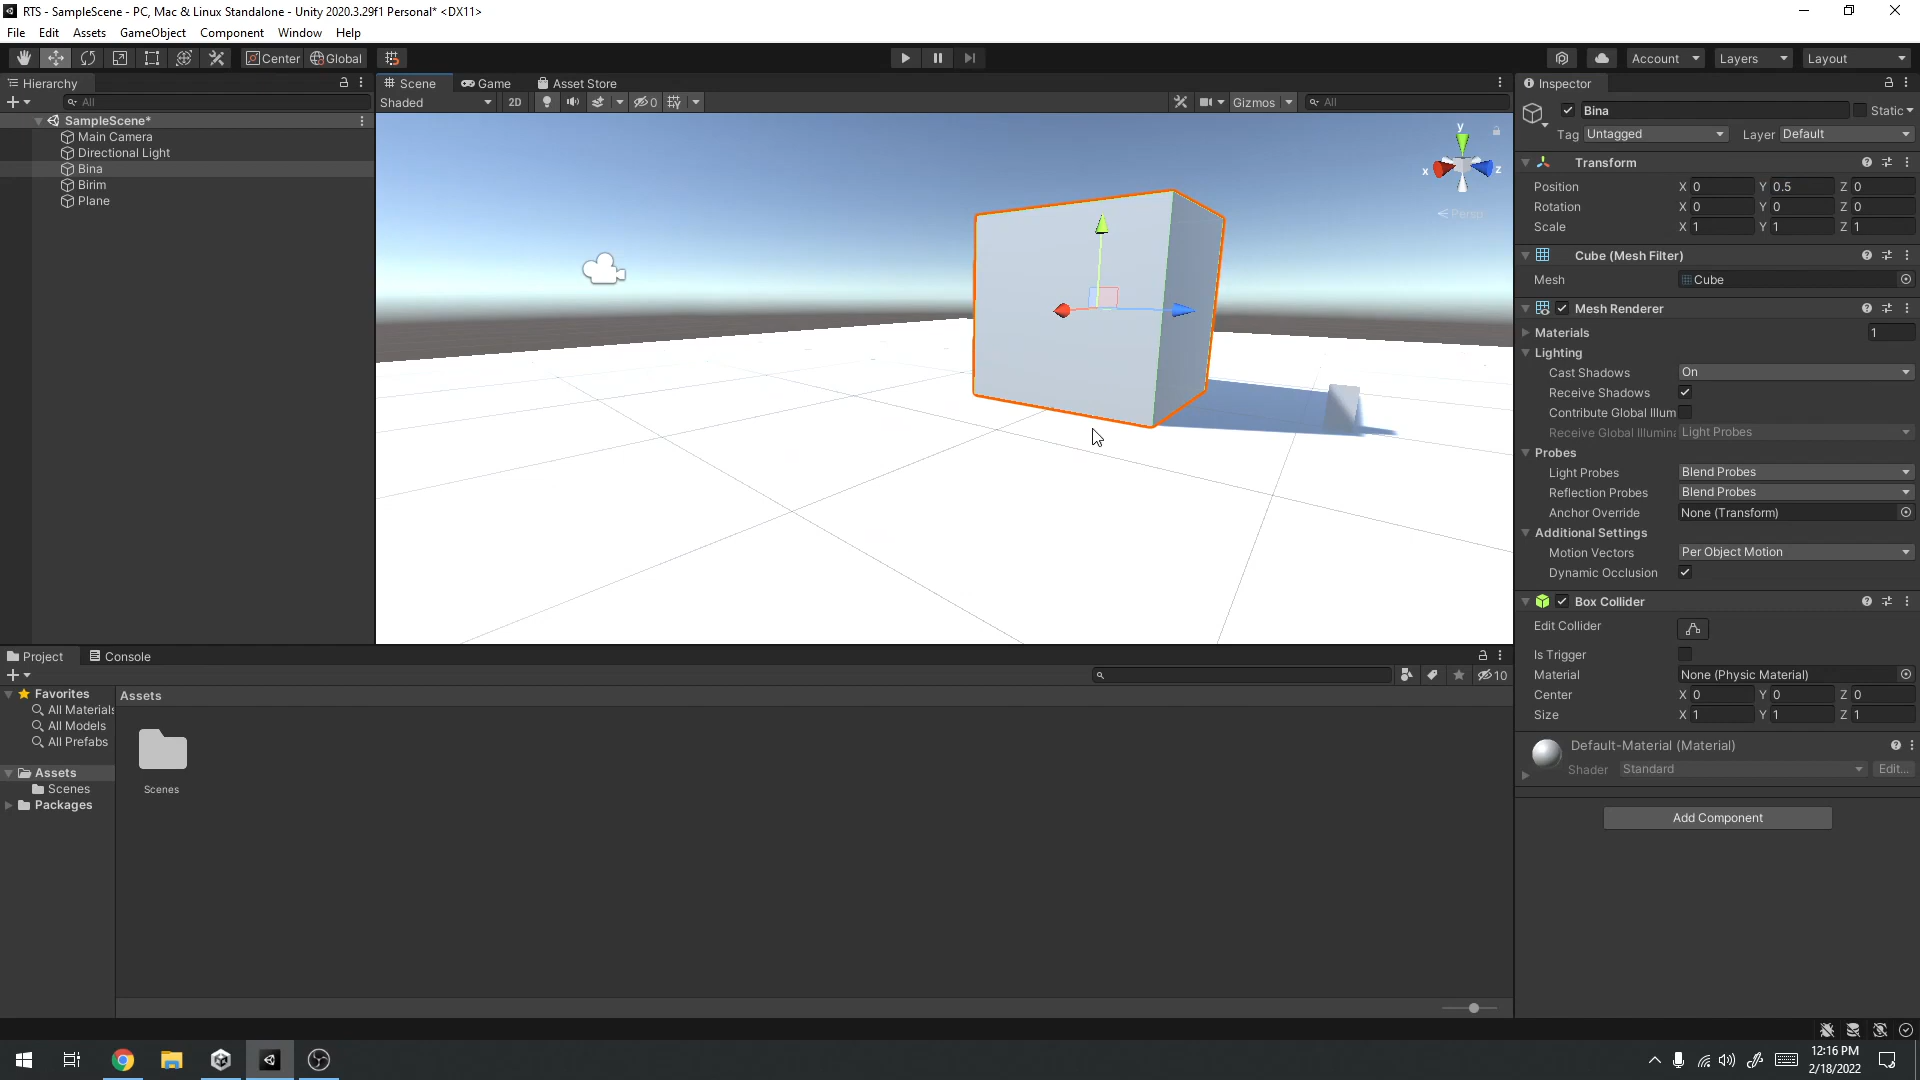 RTS - SampleScene - PC, Mac & Linux Standalone - Unity 2020.3.29f1 Personal* <DX11>
File Edit Assets GameObject Component Window Help
Center Global Account Layers Layout
Hierarchy
All
SampleScene*
Main Camera
Directional Light
Bina
Birim
Plane
Scene Game Asset Store
Shaded 2D 0 Gizmos All
y
x z
Persp
Inspector
Bina Static
Tag Untagged Layer Default
Transform
Position X 0 Y 0.5 Z 0
Rotation X 0 Y 0 Z 0
Scale X 1 Y 1 Z 1
Cube (Mesh Filter)
Mesh Cube
Mesh Renderer
Materials 1
Lighting
Cast Shadows On
Receive Shadows
Contribute Global Illum
Receive Global Illumina Light Probes
Probes
Light Probes Blend Probes
Reflection Probes Blend Probes
Anchor Override None (Transform)
Additional Settings
Motion Vectors Per Object Motion
Dynamic Occlusion
Box Collider
Edit Collider
Is Trigger
Material None (Physic Material)
Center X 0 Y 0 Z 0
Size X 1 Y 1 Z 1
Default-Material (Material)
Shader Standard Edit...
Add Component
Project Console
10
Favorites
All Materials
All Models
All Prefabs
Assets
Scenes
Packages
Assets
Scenes
12:16 PM
2/18/2022